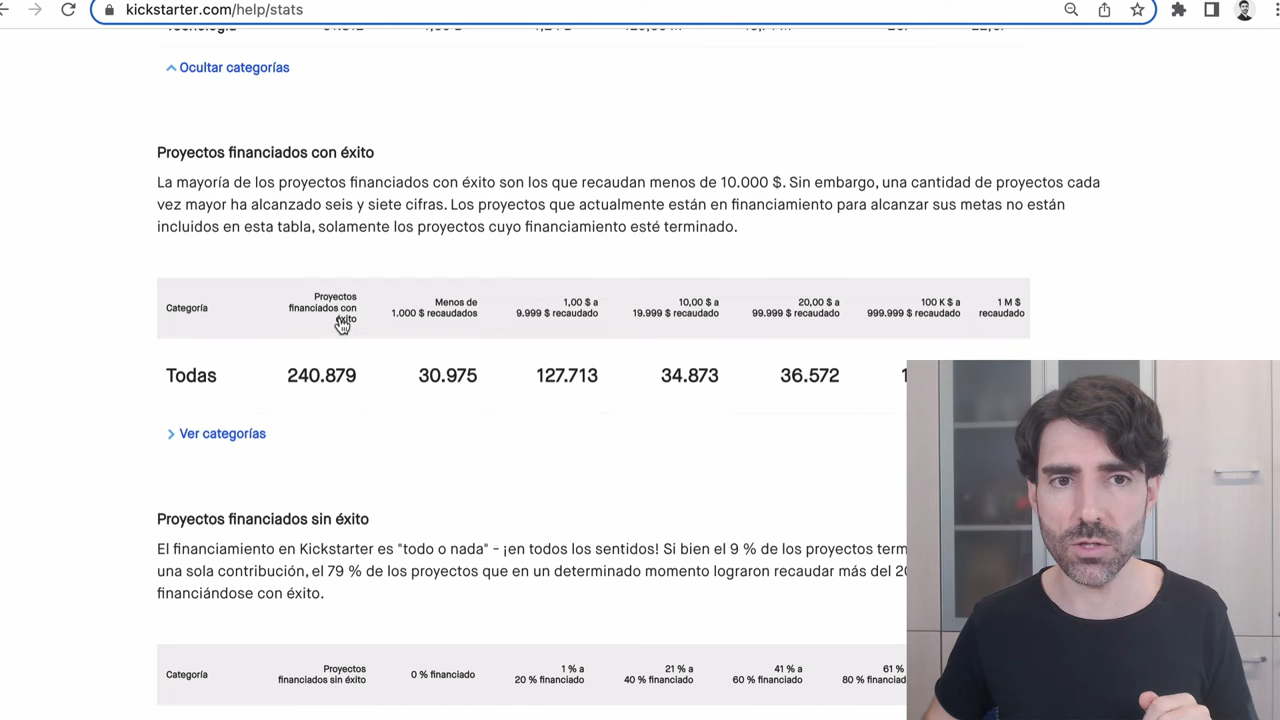 kickstarter.com/help/stats
Ocultar categorías
Proyectos financiados con éxito
La mayoría de los proyectos financiados con éxito son los que recaudan menos de 10.000 $. Sin embargo, una cantidad de proyectos cada
vez mayor ha alcanzado seis y siete cifras. Los proyectos que actualmente están en financiamiento para alcanzar sus metas no están
incluidos en esta tabla, solamente los proyectos cuyo financiamiento esté terminado.
Categoría Proyectos financiados con éxito Menos de 1.000 $ recaudados 1,00 $ a 9.999 $ recaudado 10,00 $ a 19.999 $ recaudado 20,00 $ a 99.999 $ recaudado 100 K $ a 999.999 $ recaudado 1 M $ recaudado
Todas 240.879 30.975 127.713 34.873 36.572 1
Ver categorías
Proyectos financiados sin éxito
El financiamiento en Kickstarter es "todo o nada" - ¡en todos los sentidos! Si bien el 9 % de los proyectos term
una sola contribución, el 79 % de los proyectos que en un determinado momento lograron recaudar más del 20
financiándose con éxito.
Categoría Proyectos financiados sin éxito 0 % financiado 1 % a 20 % financiado 21 % a 40 % financiado 41 % a 60 % financiado 61 % 80 % financiad